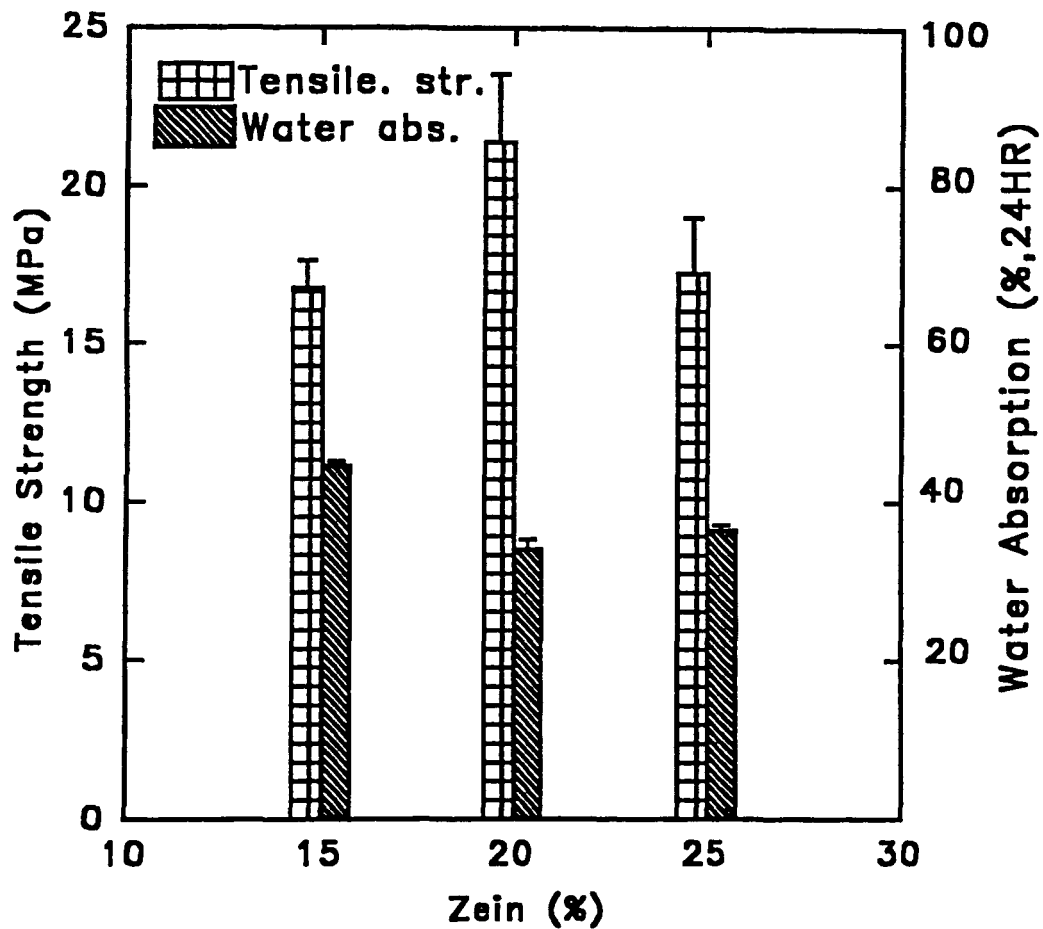 25
20
15
10
5
0
Tensile Strength (MPa)
Tensile. str.
Water abs.
100
80
60
40
20
Water Absorption (%,24HR)
10 15 20 25 30
Zein (%)